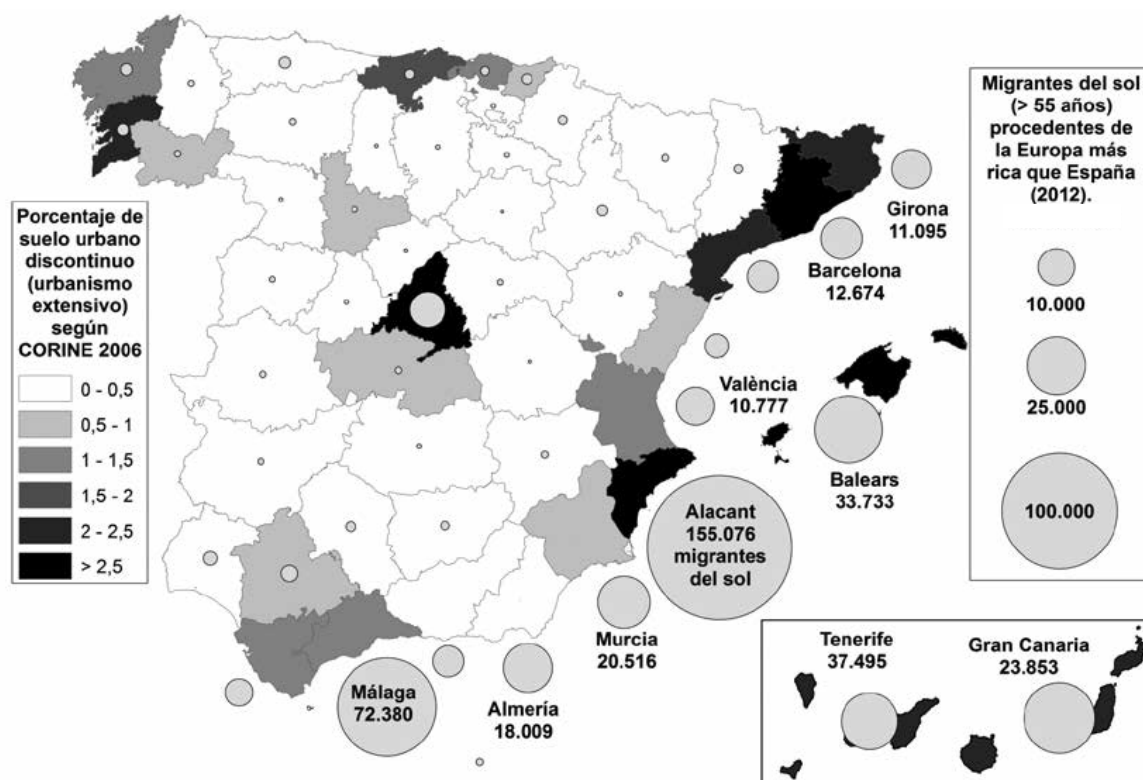 Migrantes del sol
(> 55 años)
procedentes de
la Europa más
rica que España
(2012).
10.000
25.000
100.000
Porcentaje de
suelo urbano
discontinuo
(urbanismo
extensivo)
según
CORINE 2006
0 - 0,5
0,5 - 1
1 - 1,5
1,5 - 2
2 - 2,5
> 2,5
Girona
11.095
Barcelona
12.674
València
10.777
Balears
33.733
Alacant
155.076
migrantes
del sol
Murcia
20.516
Almería
18.009
Málaga
72.380
Tenerife
37.495
Gran Canaria
23.853